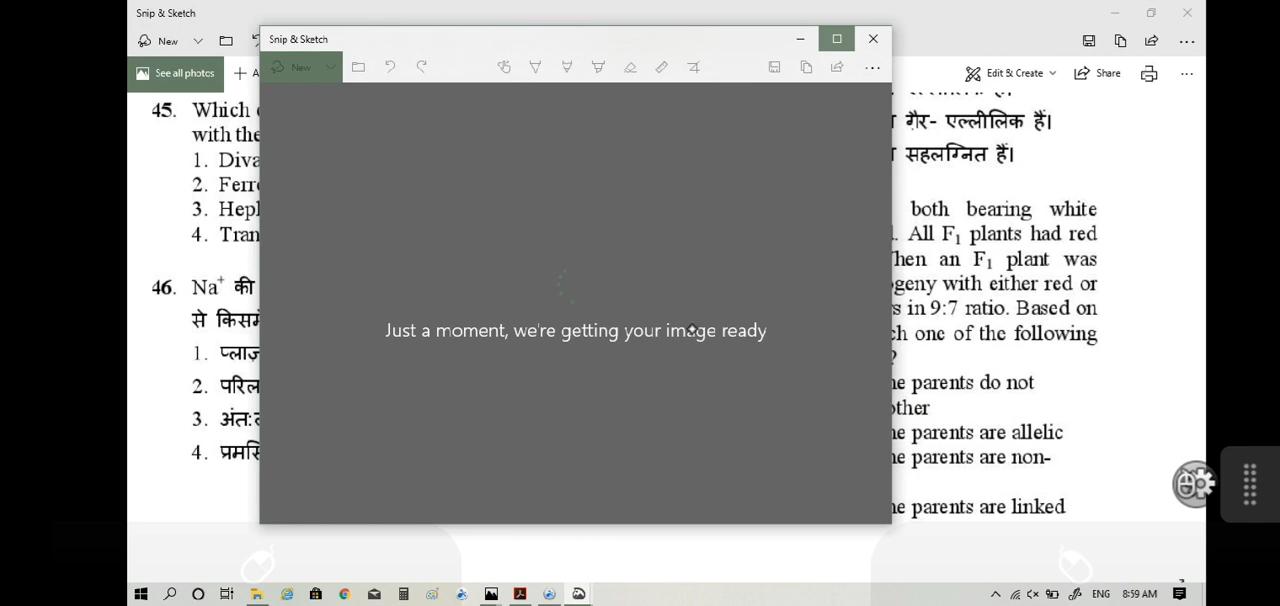 Snip & Sketch
New
Snip & Sketch
New
See all photos
Edit & Create
Share
45. Which
with the
1. Diva
2. Ferr
3. Hepl
4. Tran
46. Na⁺ की
से किसमे
1. प्लाज़
2. परिल
3. अंत:
4. प्रमस्
Just a moment, we're getting your image ready
गैर- एल्लीलिक हैं।
सहलग्नित हैं।
both bearing white
All F₁ plants had red
hen an F₁ plant was
geny with either red or
s in 9:7 ratio. Based on
ch one of the following
?
e parents do not
other
e parents are allelic
e parents are non-
e parents are linked
ENG
8:59 AM